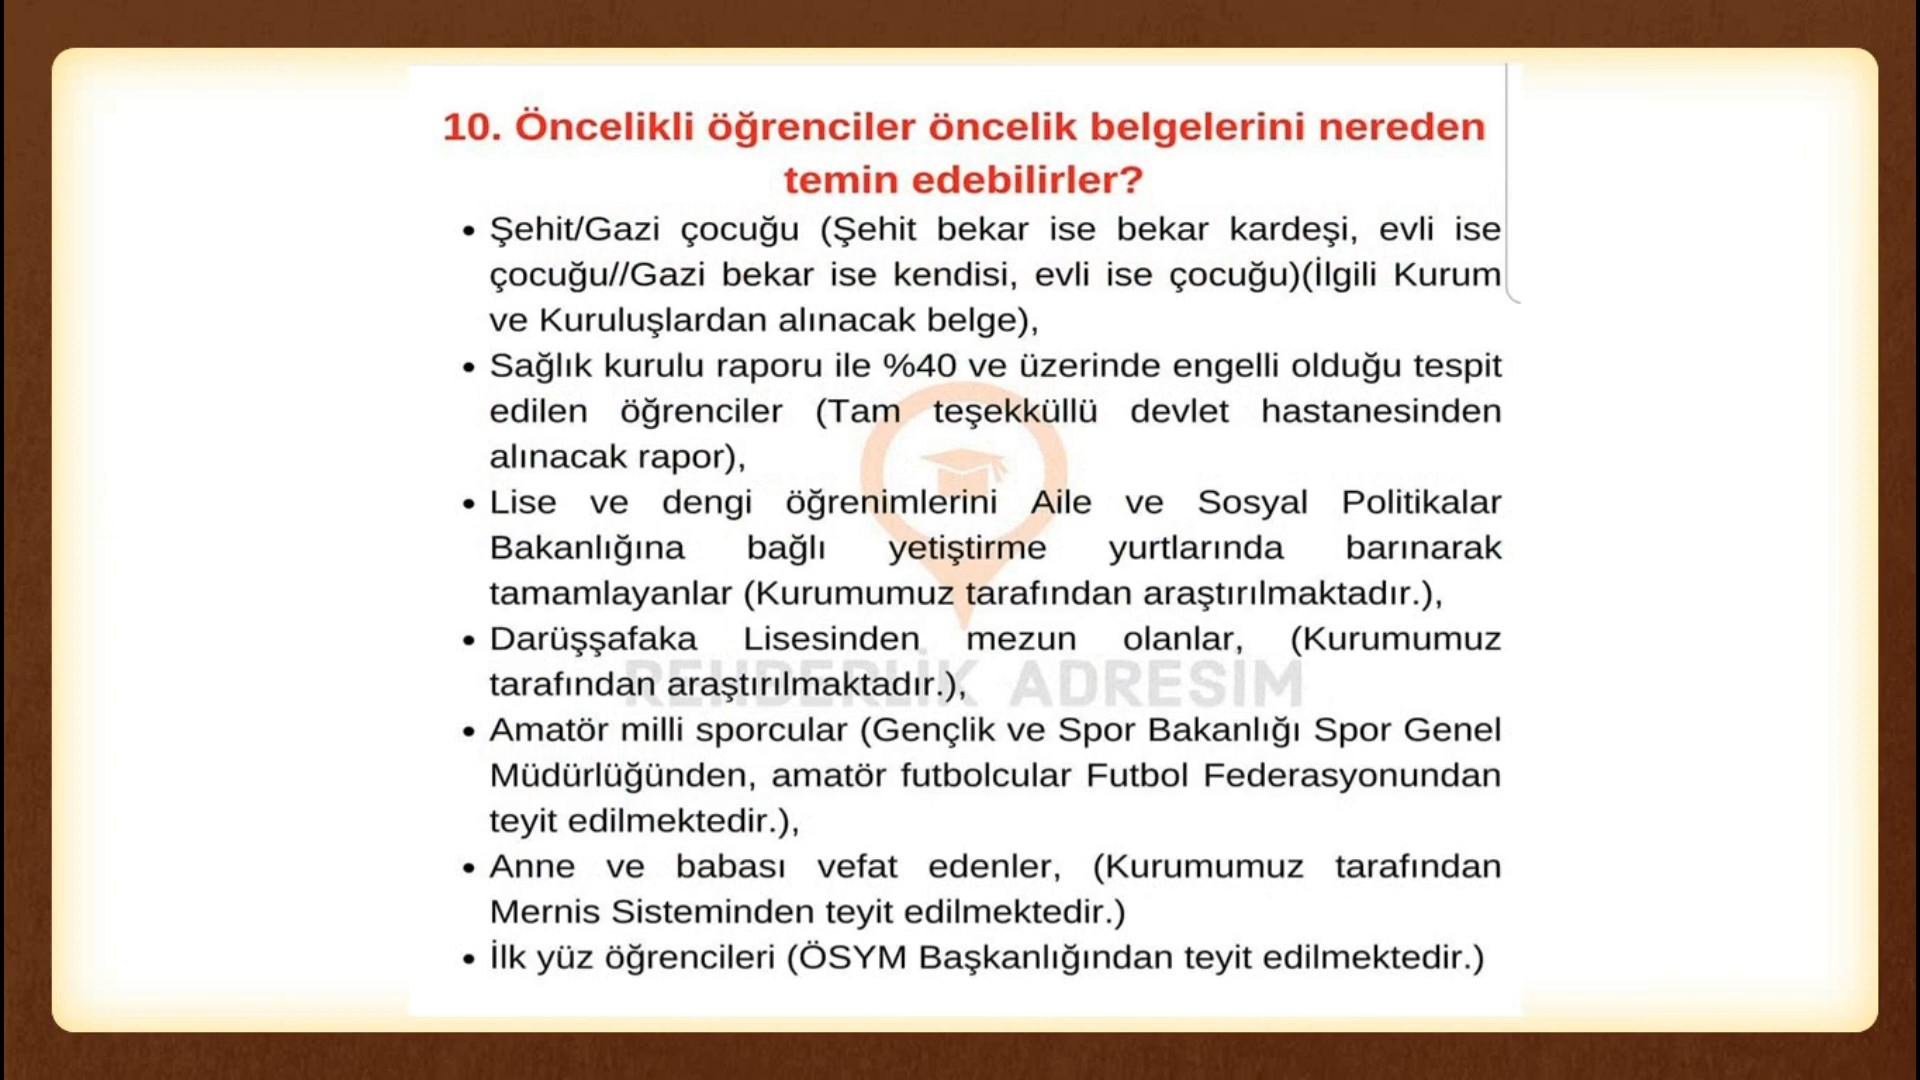 10. Öncelikli öğrenciler öncelik belgelerini nereden
temin edebilirler?
• Şehit/Gazi çocuğu (Şehit bekar ise bekar kardeşi, evli ise
çocuğu//Gazi bekar ise kendisi, evli ise çocuğu)(İlgili Kurum
ve Kuruluşlardan alınacak belge),
• Sağlık kurulu raporu ile %40 ve üzerinde engelli olduğu tespit
edilen öğrenciler (Tam teşekküllü devlet hastanesinden
alınacak rapor),
• Lise ve dengi öğrenimlerini Aile ve Sosyal Politikalar
Bakanlığına bağlı yetiştirme yurtlarında barınarak
tamamlayanlar (Kurumumuz tarafından araştırılmaktadır.),
• Darüşşafaka Lisesinden mezun olanlar, (Kurumumuz
tarafından araştırılmaktadır.),
REHBERLİK ADRESİM
• Amatör milli sporcular (Gençlik ve Spor Bakanlığı Spor Genel
Müdürlüğünden, amatör futbolcular Futbol Federasyonundan
teyit edilmektedir.),
• Anne ve babası vefat edenler, (Kurumumuz tarafından
Mernis Sisteminden teyit edilmektedir.)
• İlk yüz öğrencileri (ÖSYM Başkanlığından teyit edilmektedir.)